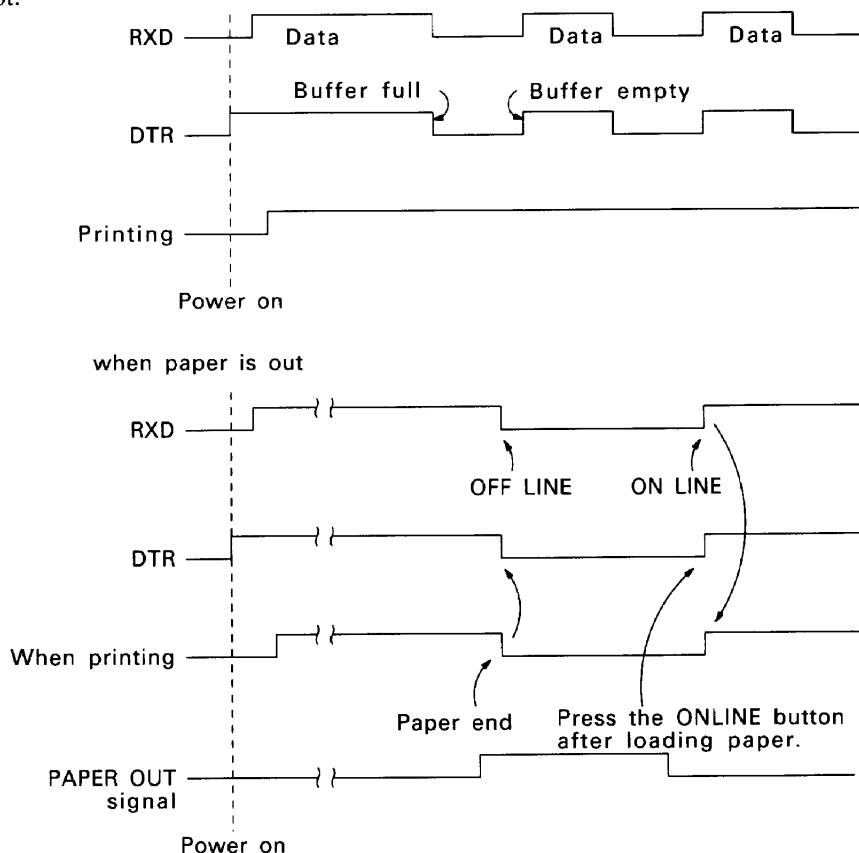 RXD Data Data Data
Buffer full Buffer empty
DTR
Printing
Power on
when paper is out
RXD
OFF LINE ON LINE
DTR
When printing
Paper end Press the ONLINE button
after loading paper.
PAPER OUT
signal
Power on